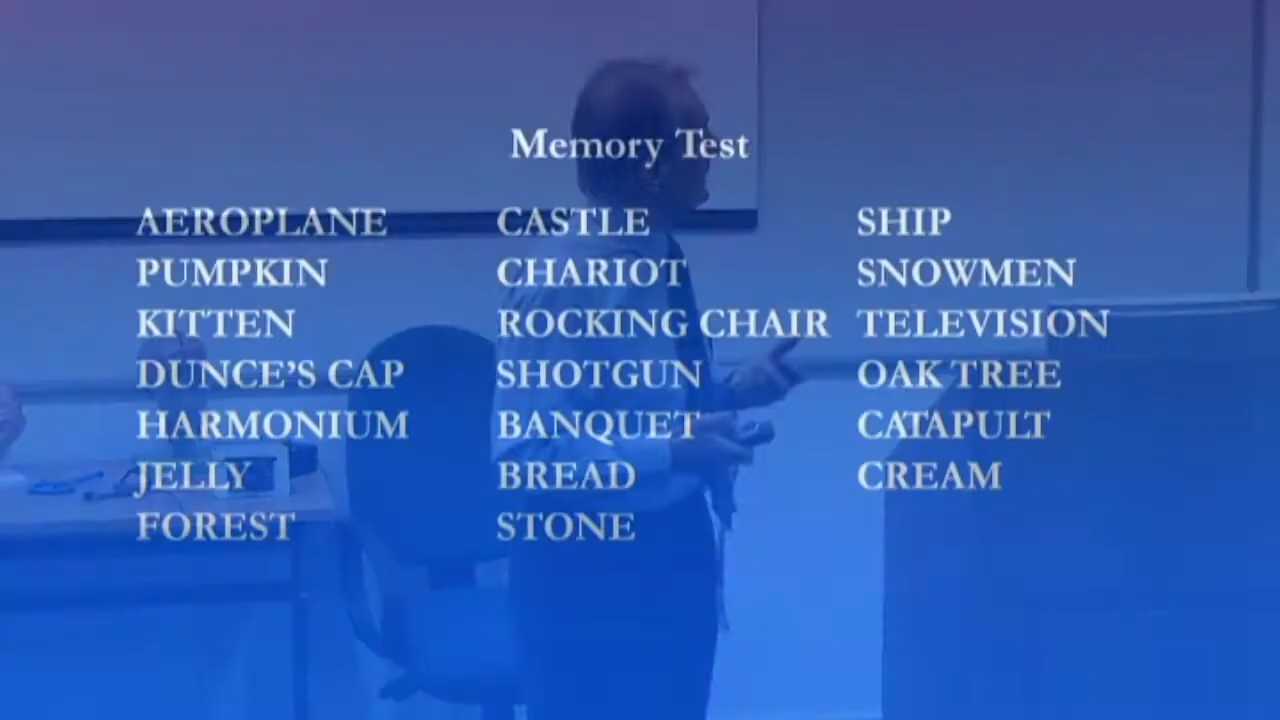 Memory Test
AEROPLANE
PUMPKIN
KITTEN
DUNCE'S CAP
HARMONIUM
JELLY
FOREST
CASTLE
CHARIOT
ROCKING CHAIR
SHOTGUN
BANQUET
BREAD
STONE
SHIP
SNOWMEN
TELEVISION
OAK TREE
CATAPULT
CREAM